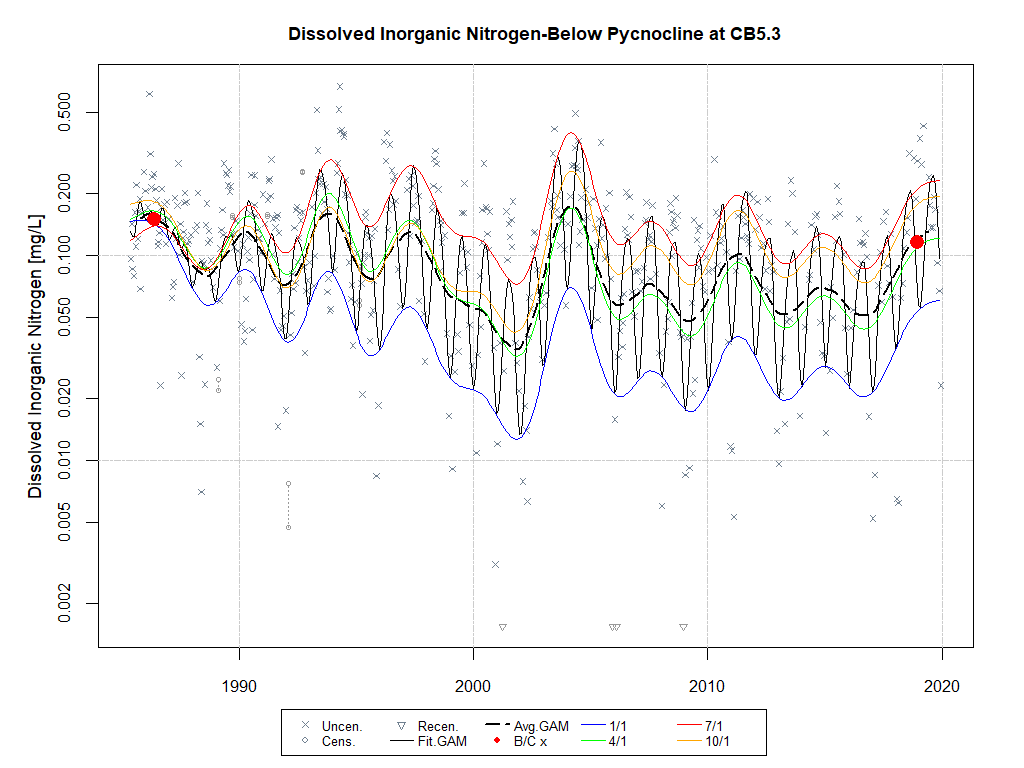 Dissolved Inorganic Nitrogen-Below Pycnocline at CB5.3
Dissolved Inorganic Nitrogen [mg/L]
0.500
0.200
0.100
0.050
0.020
0.010
0.005
0.002
1990 2000 2010 2020
Uncen. Recen. Avg.GAM 1/1 7/1
Cens. Fit.GAM B/C x 4/1 10/1